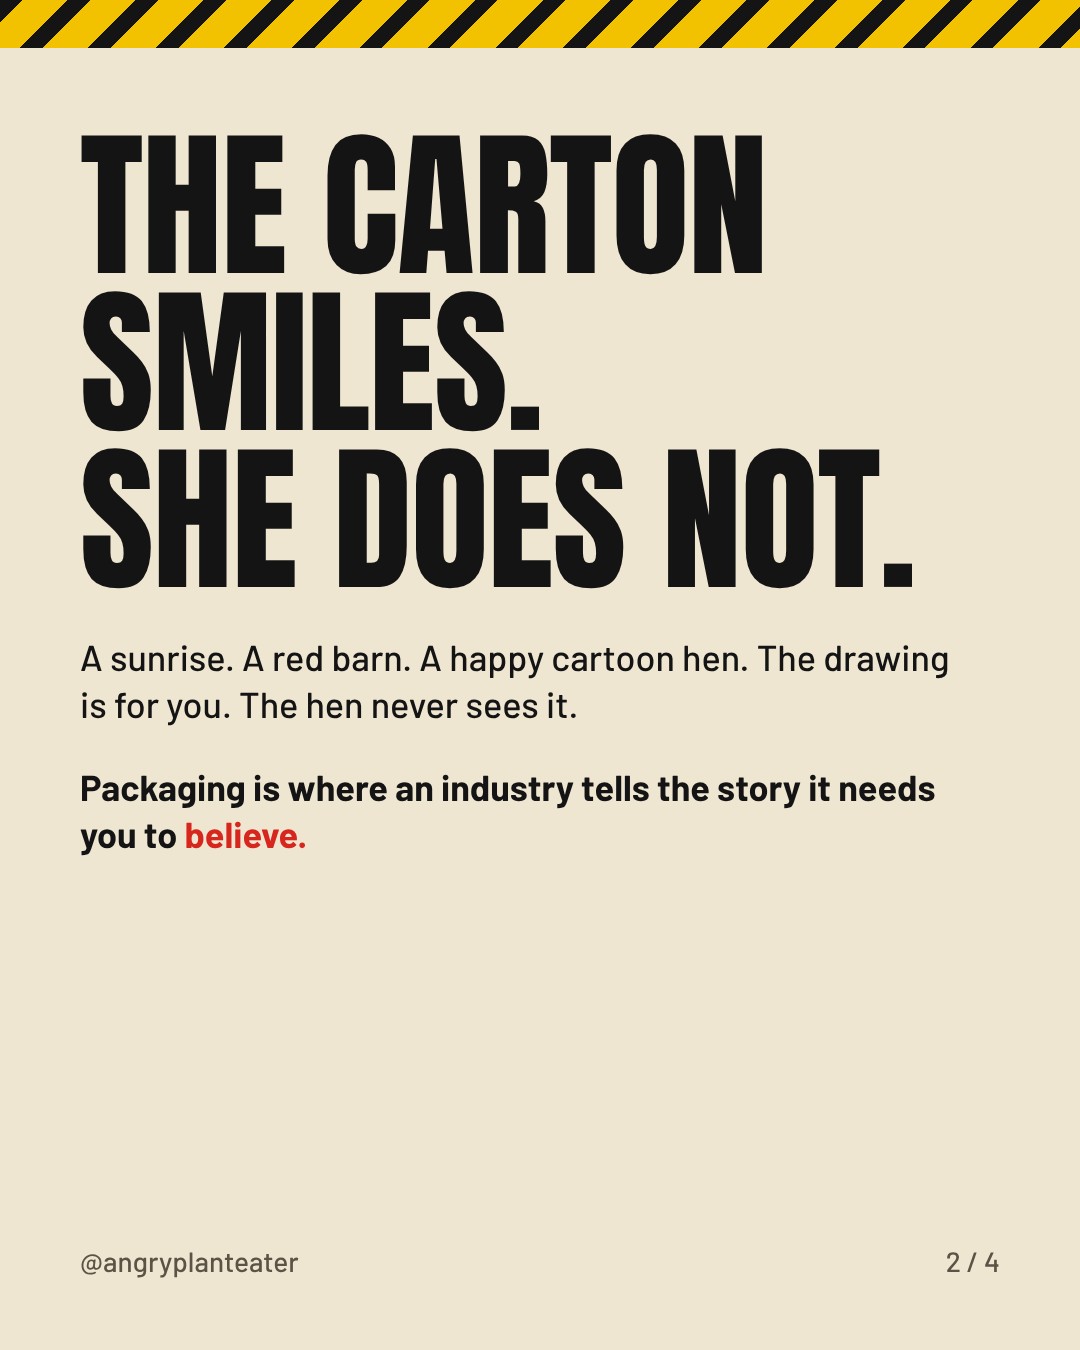 THE CARTON
SMILES.
SHE DOES NOT.
A sunrise. A red barn. A happy cartoon hen. The drawing
is for you. The hen never sees it.
Packaging is where an industry tells the story it needs
you to believe.
@angryplanteater
2 / 4